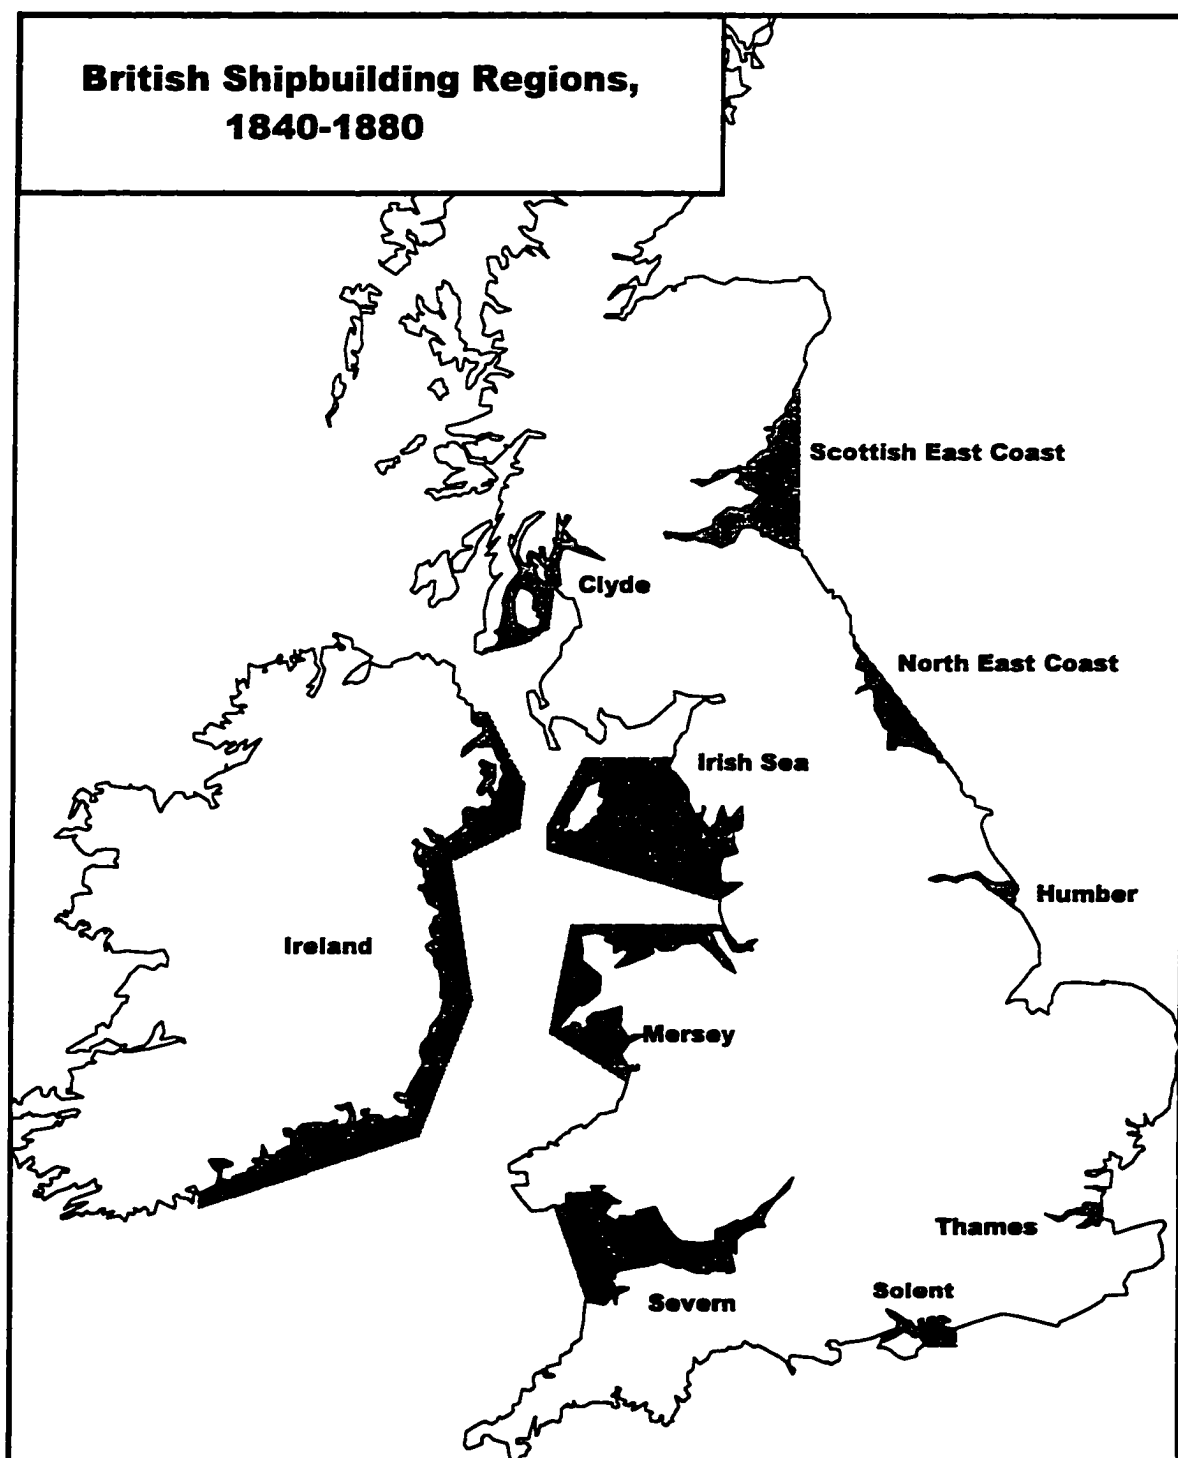 British Shipbuilding Regions,
1840-1880
Scottish East Coast
Clyde
North East Coast
Irish Sea
Humber
Ireland
Mersey
Thames
Solent
Severn